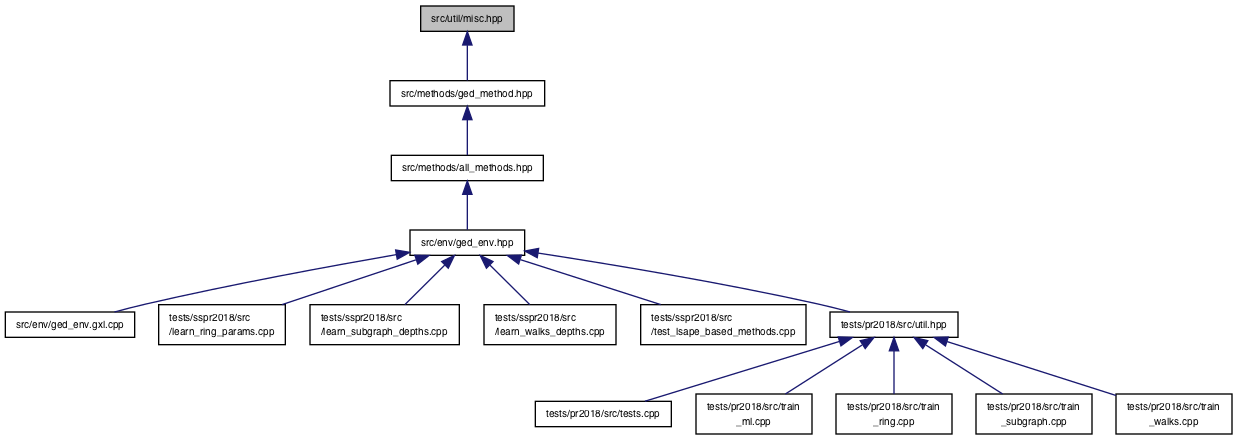 src/util/misc.hpp
src/methods/ged_method.hpp
src/methods/all_methods.hpp
src/env/ged_env.hpp
src/env/ged_env.gxl.cpp
tests/sspr2018/src
/learn_ring_params.cpp
tests/sspr2018/src
/learn_subgraph_depths.cpp
tests/sspr2018/src
/learn_walks_depths.cpp
tests/sspr2018/src
/test_lsape_based_methods.cpp
tests/pr2018/src/util.hpp
tests/pr2018/src/tests.cpp
tests/pr2018/src/train
_ml.cpp
tests/pr2018/src/train
_ring.cpp
tests/pr2018/src/train
_subgraph.cpp
tests/pr2018/src/train
_walks.cpp